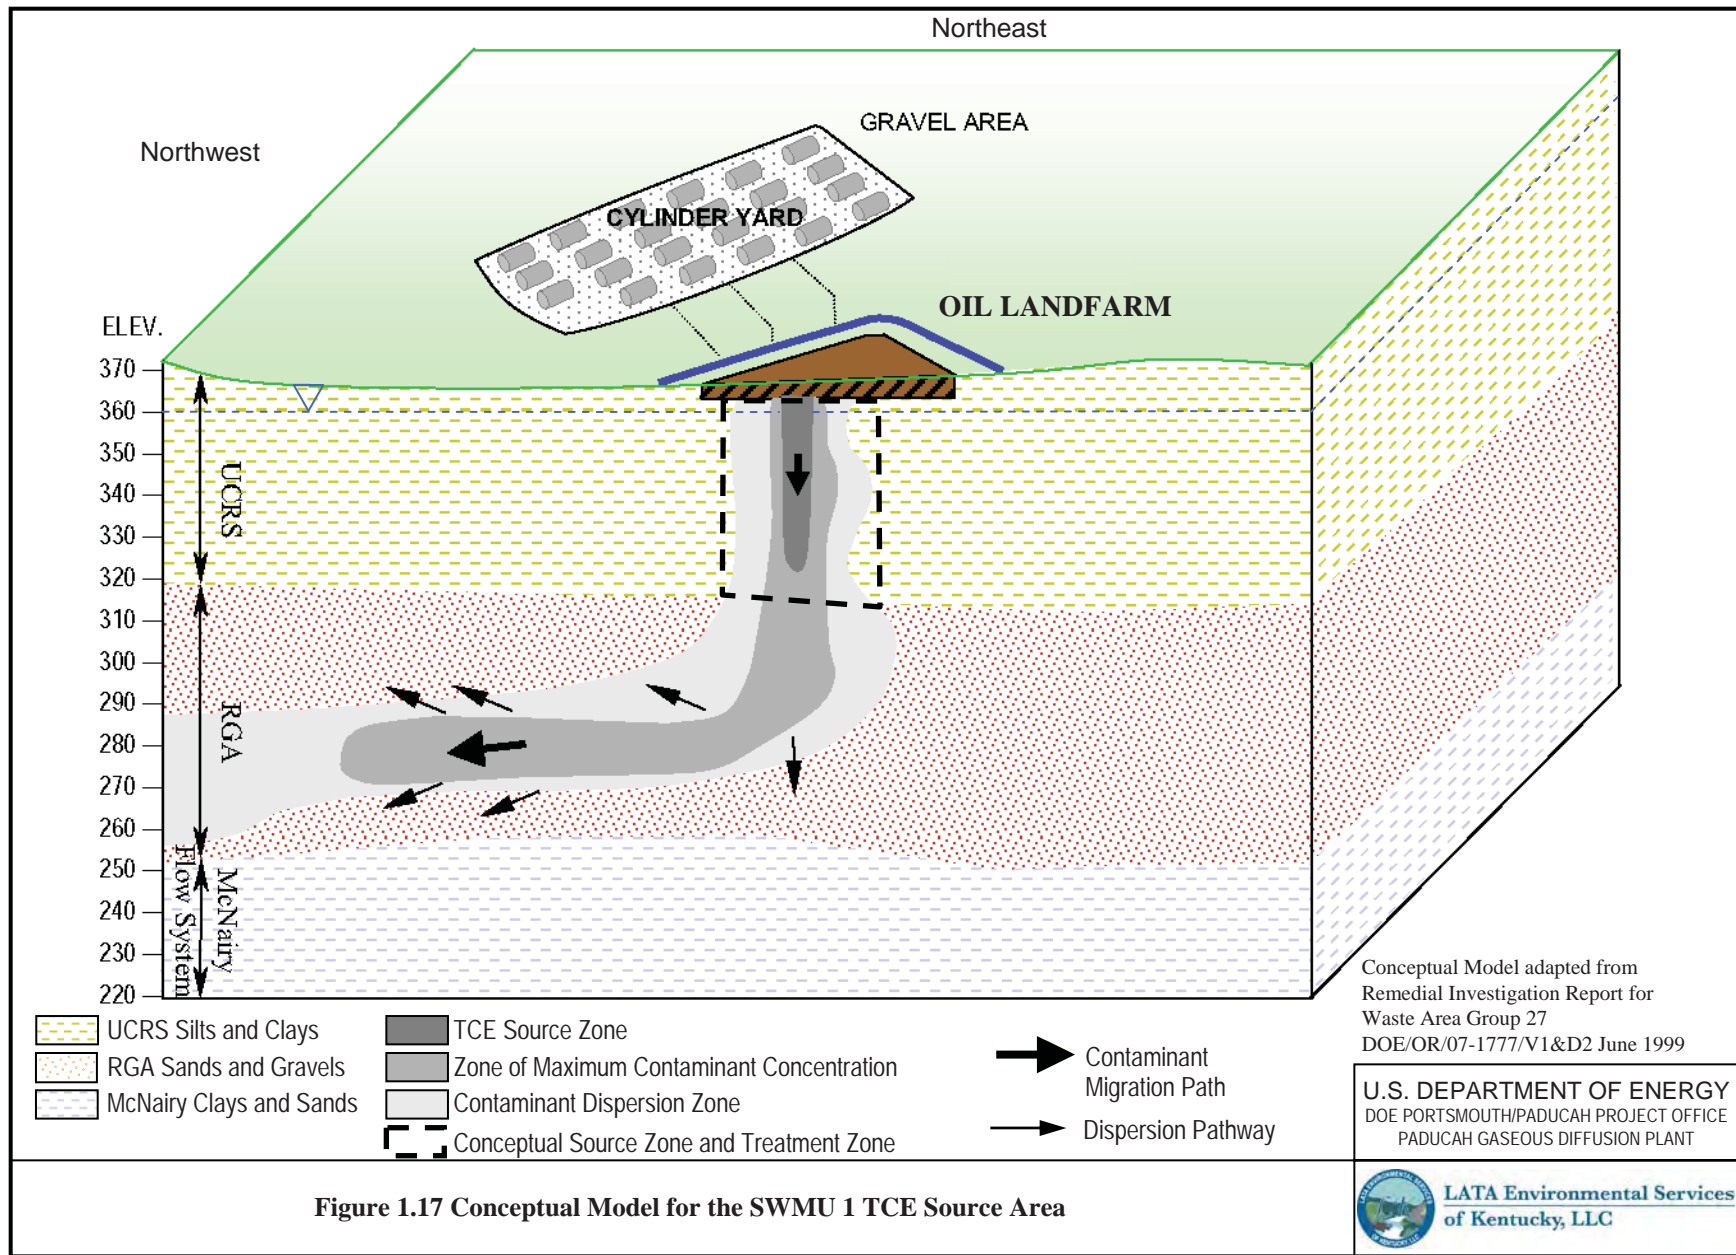 Northeast
Northwest
GRAVEL AREA
CYLINDER YARD
OIL LANDFARM
ELEV.
370
360
350
340
330
320
310
300
290
280
270
260
250
240
230
220
UCRS
RGA
McNairy
Flow System
UCRS Silts and Clays
RGA Sands and Gravels
McNairy Clays and Sands
TCE Source Zone
Zone of Maximum Contaminant Concentration
Contaminant Dispersion Zone
Conceptual Source Zone and Treatment Zone
Contaminant
Migration Path
Dispersion Pathway
Conceptual Model adapted from
Remedial Investigation Report for
Waste Area Group 27
DOE/OR/07-1777/V1&D2 June 1999
U.S. DEPARTMENT OF ENERGY
DOE PORTSMOUTH/PADUCAH PROJECT OFFICE
PADUCAH GASEOUS DIFFUSION PLANT
Figure 1.17 Conceptual Model for the SWMU 1 TCE Source Area
LATA ENVIRONMENTAL SERVICES
OF KENTUCKY, LLC
LATA Environmental Services
of Kentucky, LLC